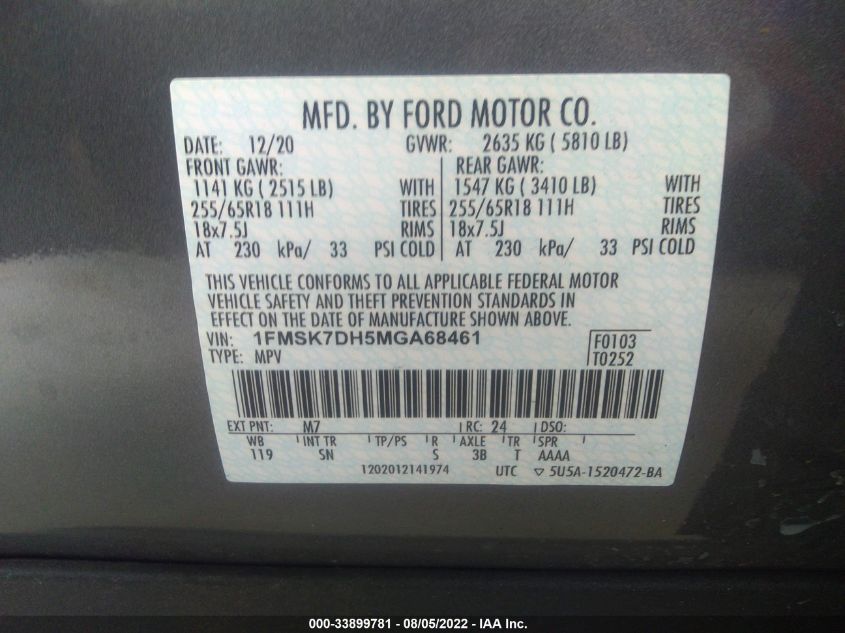 MFD. BY FORD MOTOR CO.
DATE: 12/20 GVWR: 2635 KG ( 5810 LB)
FRONT GAWR: REAR GAWR:
1141 KG ( 2515 LB) WITH 1547 KG ( 3410 LB) WITH
255/65R18 111H TIRES 255/65R18 111H TIRES
18x7.5J RIMS 18x7.5J RIMS
AT 230 kPa/ 33 PSI COLD AT 230 kPa/ 33 PSI COLD
THIS VEHICLE CONFORMS TO ALL APPLICABLE FEDERAL MOTOR
VEHICLE SAFETY AND THEFT PREVENTION STANDARDS IN
EFFECT ON THE DATE OF MANUFACTURE SHOWN ABOVE.
VIN: 1FMSK7DH5MGA68461 F0103
TYPE: MPV T0252
EXT PNT: M7 RC: 24 DSO:
WB INT TR TP/PS R AXLE TR SPR
119 SN S 3B T AAAA
1202012141974 UTC ▽ 5U5A-1520472-BA
000-33899781 - 08/05/2022 - IAA Inc.